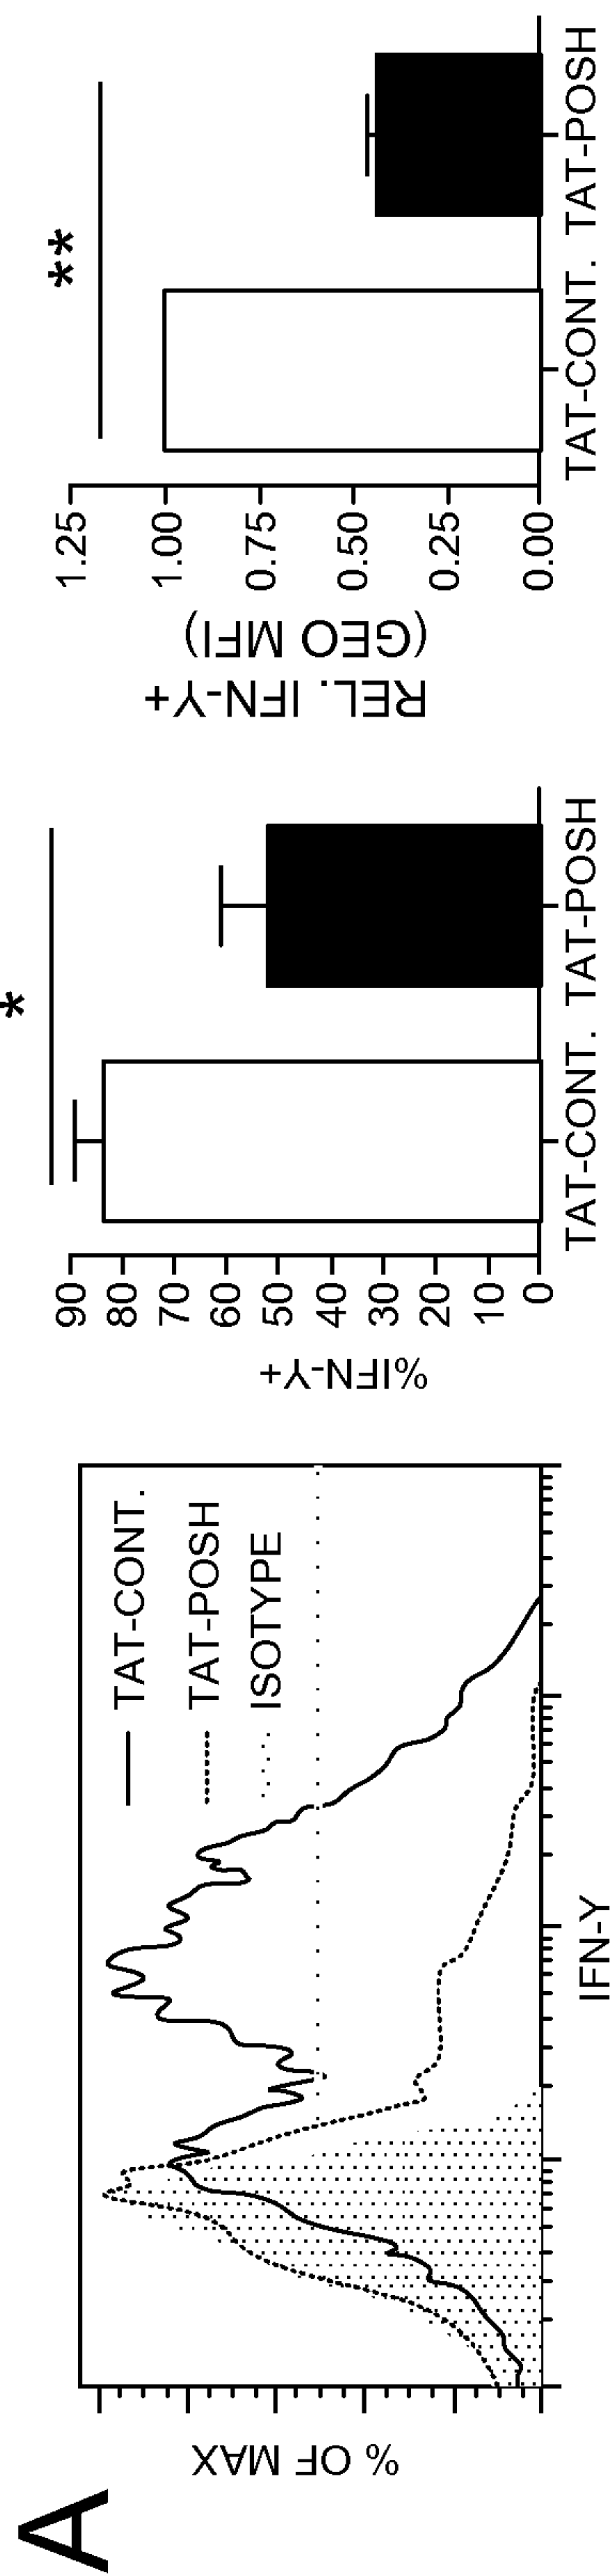 A
% OF MAX
TAT-CONT.
TAT-POSH
ISOTYPE
IFN-Y
%IFN-Y+
90
80
70
60
50
40
30
20
10
0
*
TAT-CONT. TAT-POSH
REL. IFN-Y+
(GEO MFI)
1.25
1.00
0.75
0.50
0.25
0.00
**
TAT-CONT. TAT-POSH